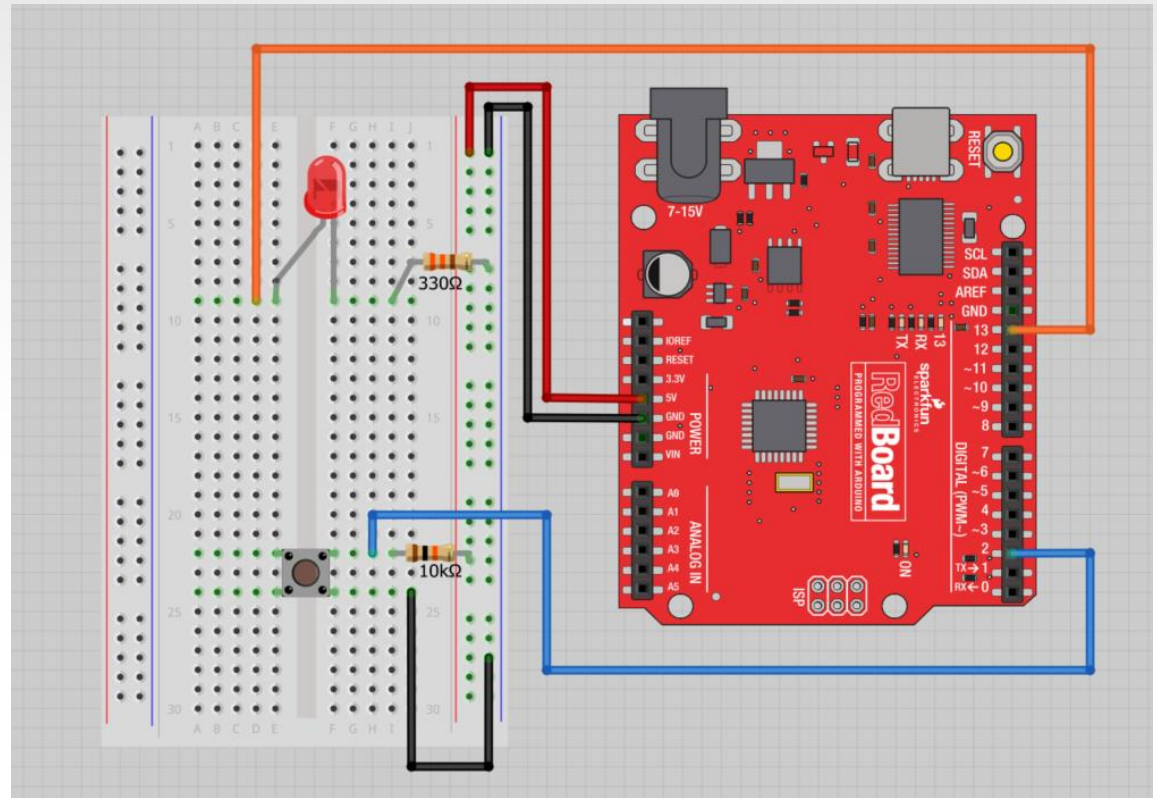 A B C D E F G H I J
1 1
5 5
10 10
15 15
20 20
25 25
30 30
A B C D E F G H I
330Ω
10kΩ
7-15V
RESET
SCL
SDA
AREF
GND
13
12
~11
~10
~9
8
7
~6
~5
4
~3
2
TX→1
RX←0
IOREF
RESET
3.3V
5V
GND
GND
VIN
POWER
A0
A1
A2
A3
A4
A5
ANALOG IN
TX
RX
13
sparkfun
ELECTRONICS
RedBoard
PROGRAMMED WITH ARDUINO
DIGITAL (PWM~)
ON
ISP